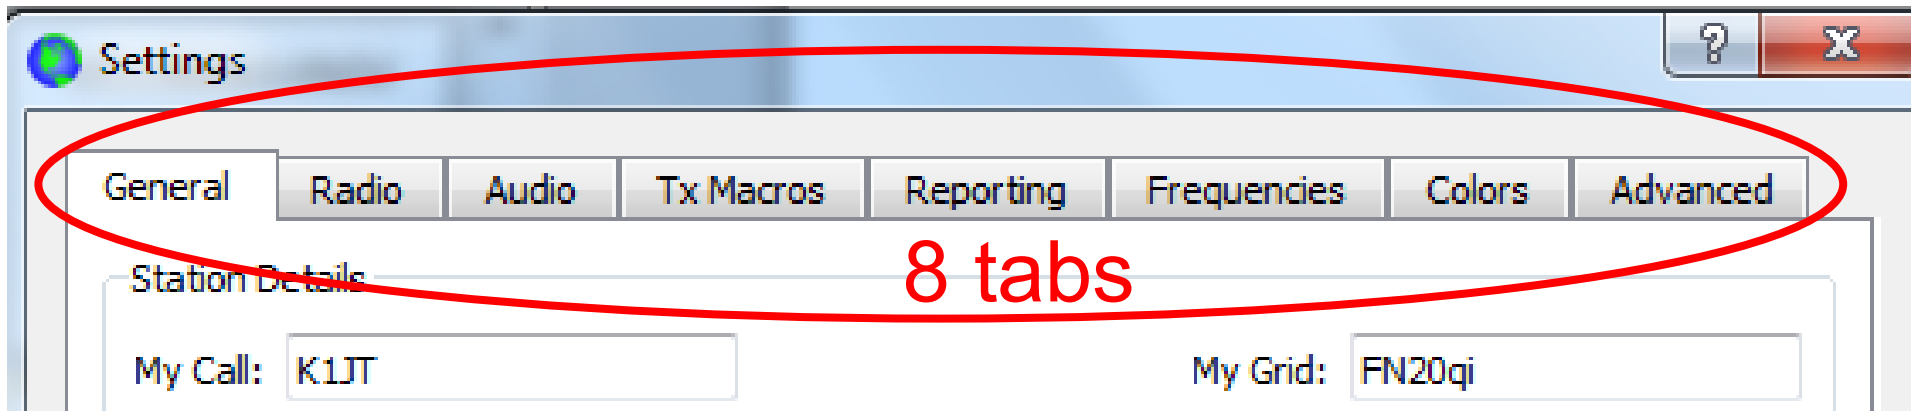 Settings
General Radio Audio Tx Macros Reporting Frequencies Colors Advanced
8 tabs
Station Details
My Call: K1JT My Grid: FN20qi